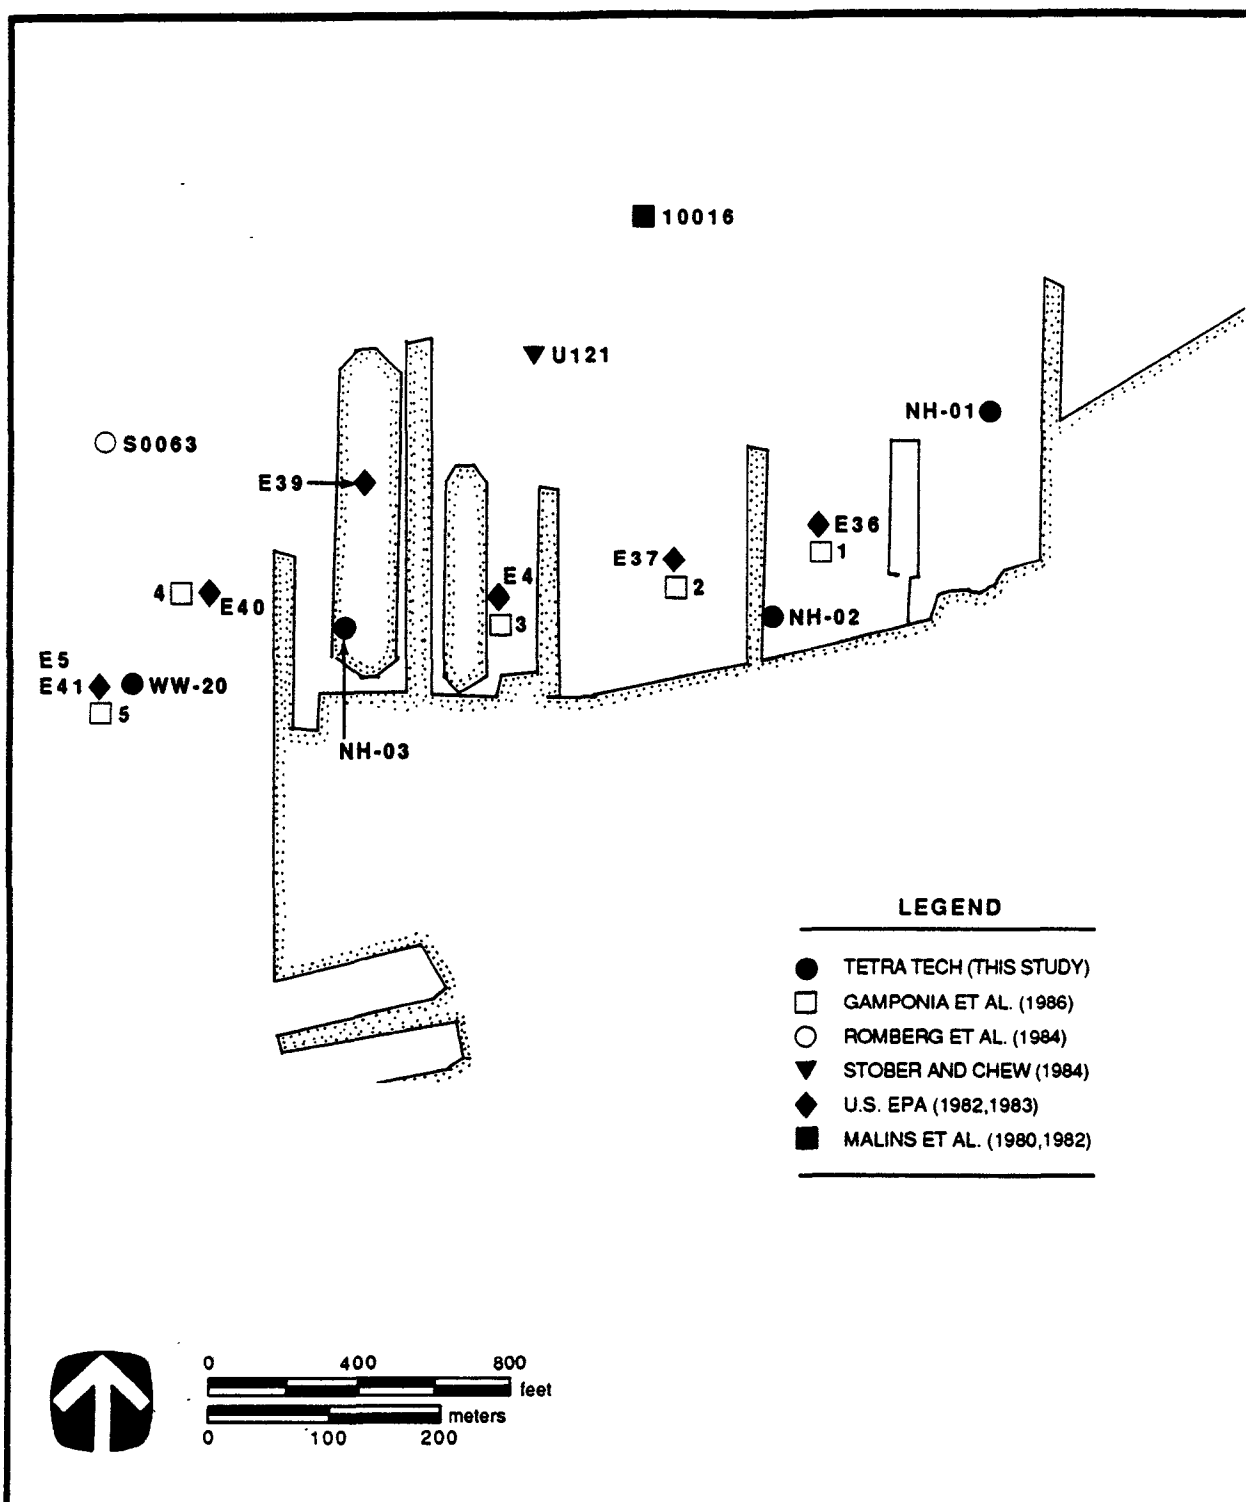 10016
U121
NH-01
S0063
E39
E36
1
E37
2
E4
3
4
E40
NH-02
E5
E41
WW-20
5
NH-03
LEGEND
TETRA TECH (THIS STUDY)
GAMPONIA ET AL. (1986)
ROMBERG ET AL. (1984)
STOBER AND CHEW (1984)
U.S. EPA (1982,1983)
MALINS ET AL. (1980,1982)
0 400 800
feet
meters
0 100 200